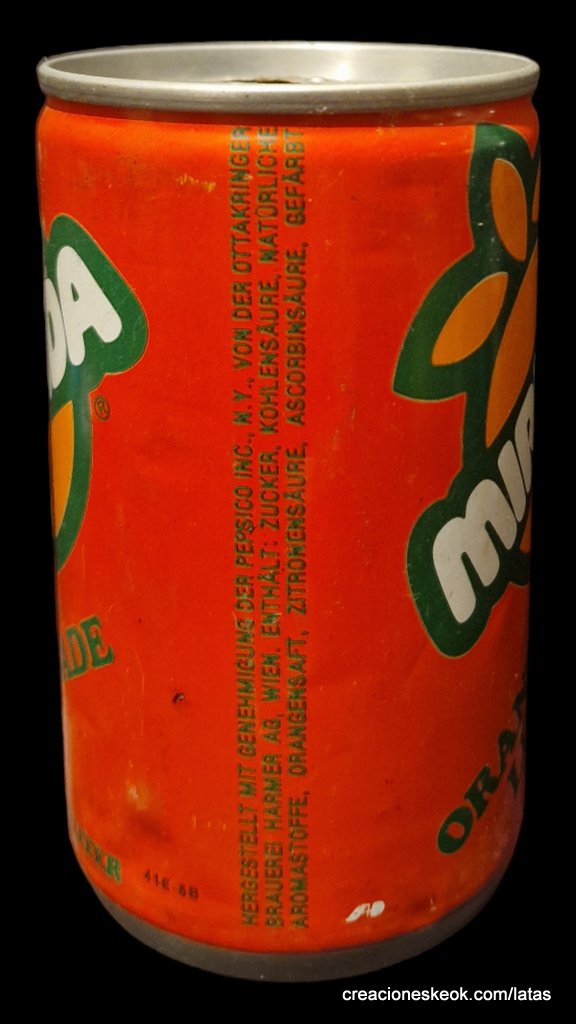 DA
®
ADE
HERGESTELLT MIT GENEHMIGUNG DER PEPSICO INC., N.Y., VON DER OTTAKRINGER
BRAUEREI HARMER AG, WIEN. ENTHÄLT: ZUCKER, KOHLENSÄURE, NATÜRLICHE
AROMASTOFFE, ORANGENSAFT, ZITRONENSÄURE, ASCORBINSÄURE, GEFÄRBT
MIR
ORAN
creacioneskeok.com/latas